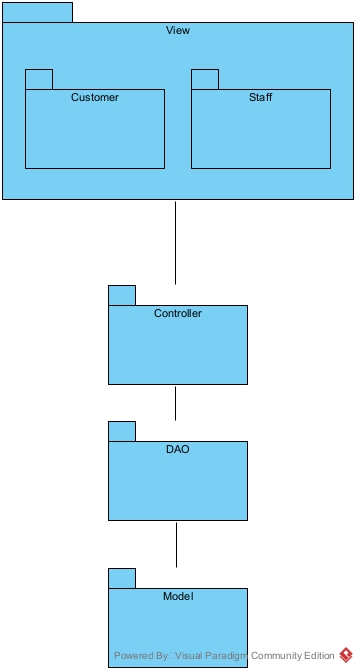 View
Customer
Staff
Controller
DAO
Model
Powered By Visual Paradigm Community Edition